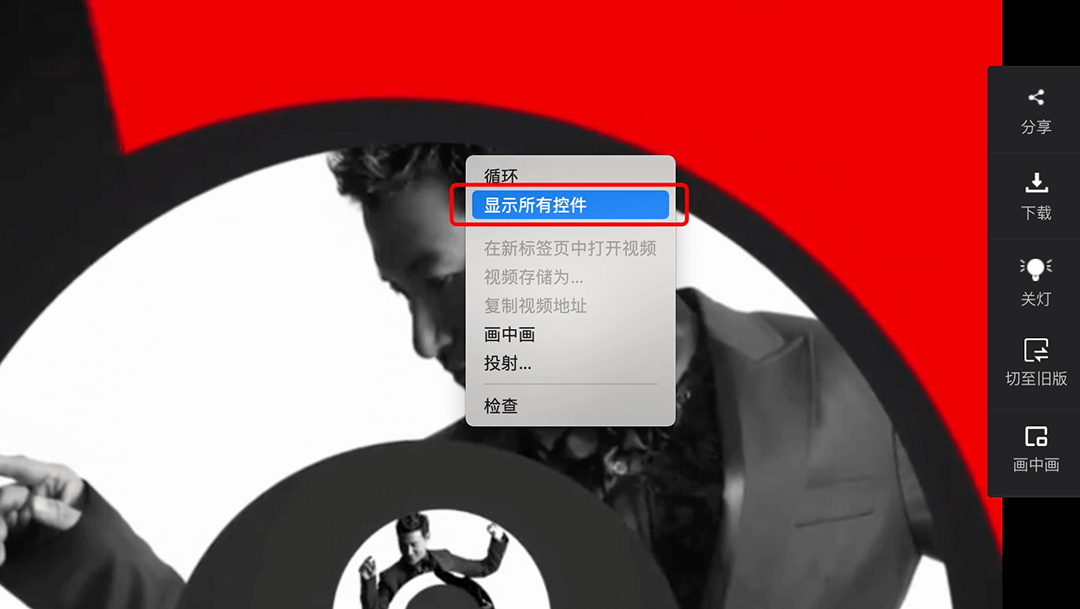 循环
显示所有控件
在新标签页中打开视频
视频存储为...
复制视频地址
画中画
投射...
检查
分享
下载
关灯
切至旧版
画中画